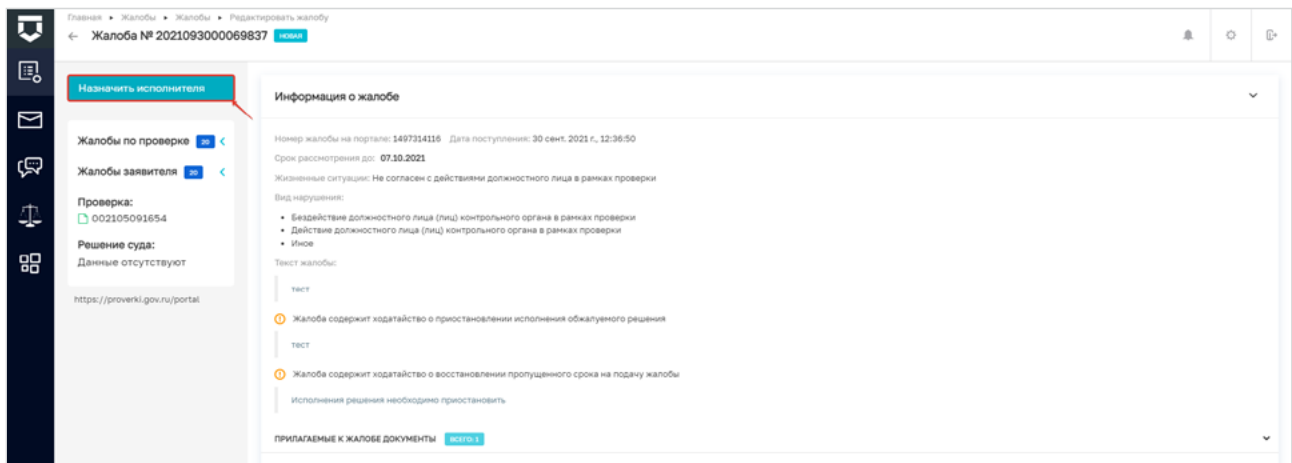 Главная ▸ Жалобы ▸ Жалобы ▸ Редактировать жалобу
← Жалоба № 2021093000069837 НОВАЯ
Назначить исполнителя
Жалобы по проверке 20
Жалобы заявителя 20
Проверка:
002105091654
Решение суда:
Данные отсутствуют
https://proverki.gov.ru/portal
Информация о жалобе
Номер жалобы на портале: 1497314116 Дата поступления: 30 сент. 2021 г., 12:36:50
Срок рассмотрения до: 07.10.2021
Жизненные ситуации: Не согласен с действиями должностного лица в рамках проверки
Вид нарушения:
• Бездействие должностного лица (лиц) контрольного органа в рамках проверки
• Действие должностного лица (лиц) контрольного органа в рамках проверки
• Иное
Текст жалобы:
тест
Жалоба содержит ходатайство о приостановлении исполнения обжалуемого решения
тест
Жалоба содержит ходатайство о восстановлении пропущенного срока на подачу жалобы
Исполнения решения необходимо приостановить
ПРИЛАГАЕМЫЕ К ЖАЛОБЕ ДОКУМЕНТЫ ВСЕГО: 1